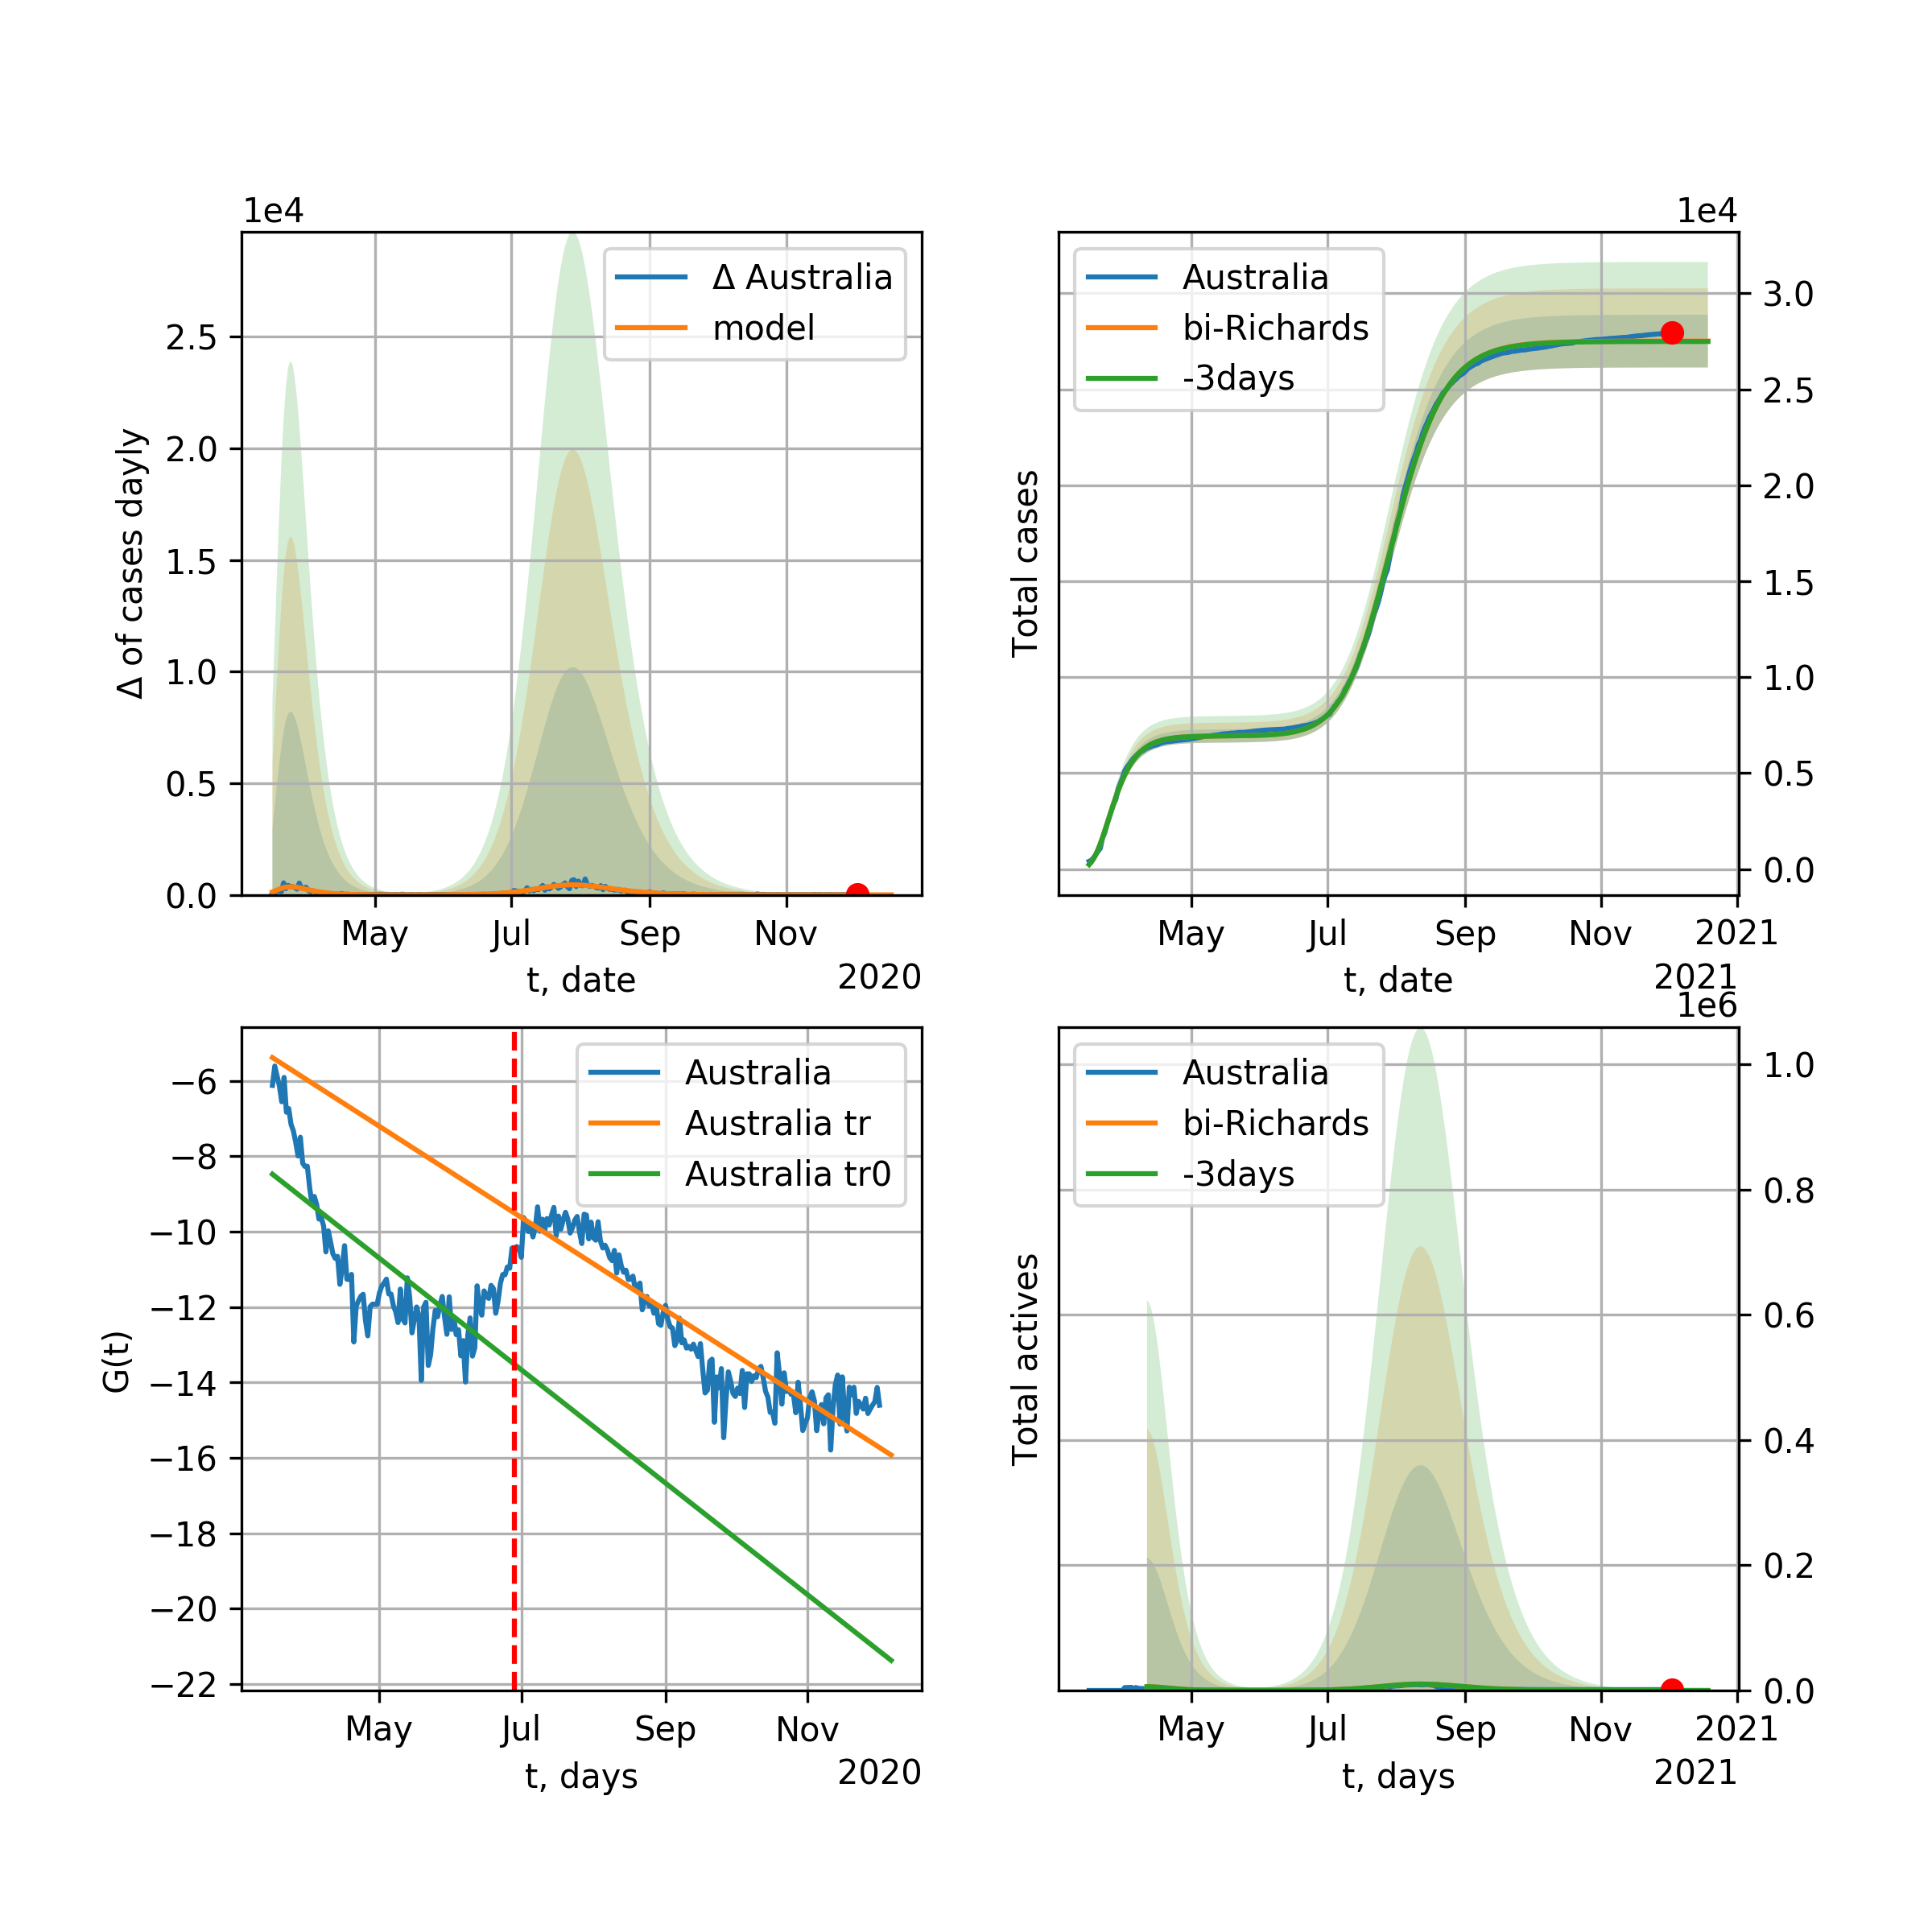 1e4
Δ of cases dayly
2.5
2.0
1.5
1.0
0.5
0.0
Δ Australia
model
May Jul Sep Nov
t, date
2020
1e4
Total cases
Australia
bi-Richards
-3days
3.0
2.5
2.0
1.5
1.0
0.5
0.0
May Jul Sep Nov 2021
t, date
2021
G(t)
−6
−8
−10
−12
−14
−16
−18
−20
−22
Australia
Australia tr
Australia tr0
May Jul Sep Nov
t, days
2020
1e6
Total actives
Australia
bi-Richards
-3days
1.0
0.8
0.6
0.4
0.2
0.0
May Jul Sep Nov 2021
t, days
2021